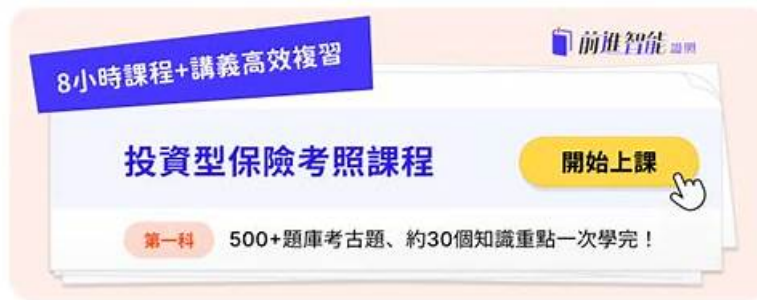 前進智能
8小時課程+講義高效複習
投資型保險考照課程
開始上課
第一科
500+題庫考古題、約30個知識重點一次學完！